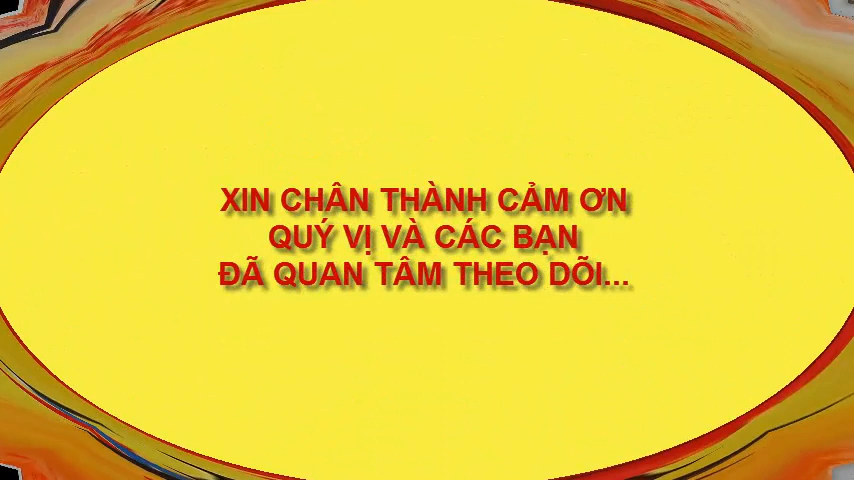 XIN CHÂN THÀNH CẢM ƠN
QUÝ VỊ VÀ CÁC BẠN
ĐÃ QUAN TÂM THEO DÕI...